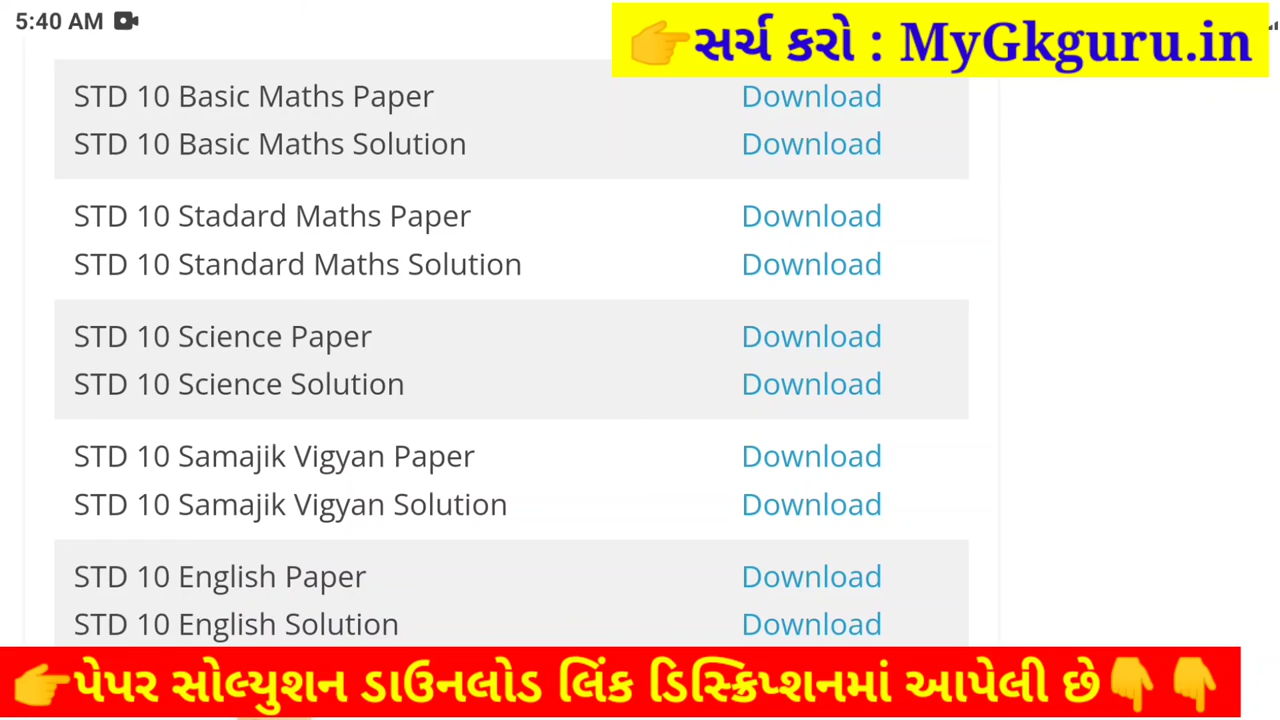 5:40 AM
👉સર્ચ કરો : MyGkguru.in
STD 10 Basic Maths Paper Download
STD 10 Basic Maths Solution Download
STD 10 Stadard Maths Paper Download
STD 10 Standard Maths Solution Download
STD 10 Science Paper Download
STD 10 Science Solution Download
STD 10 Samajik Vigyan Paper Download
STD 10 Samajik Vigyan Solution Download
STD 10 English Paper Download
STD 10 English Solution Download
👉પેપર સોલ્યુશન ડાઉનલોડ લિંક ડિસ્ક્રિપ્શનમાં આપેલી છે👇👇